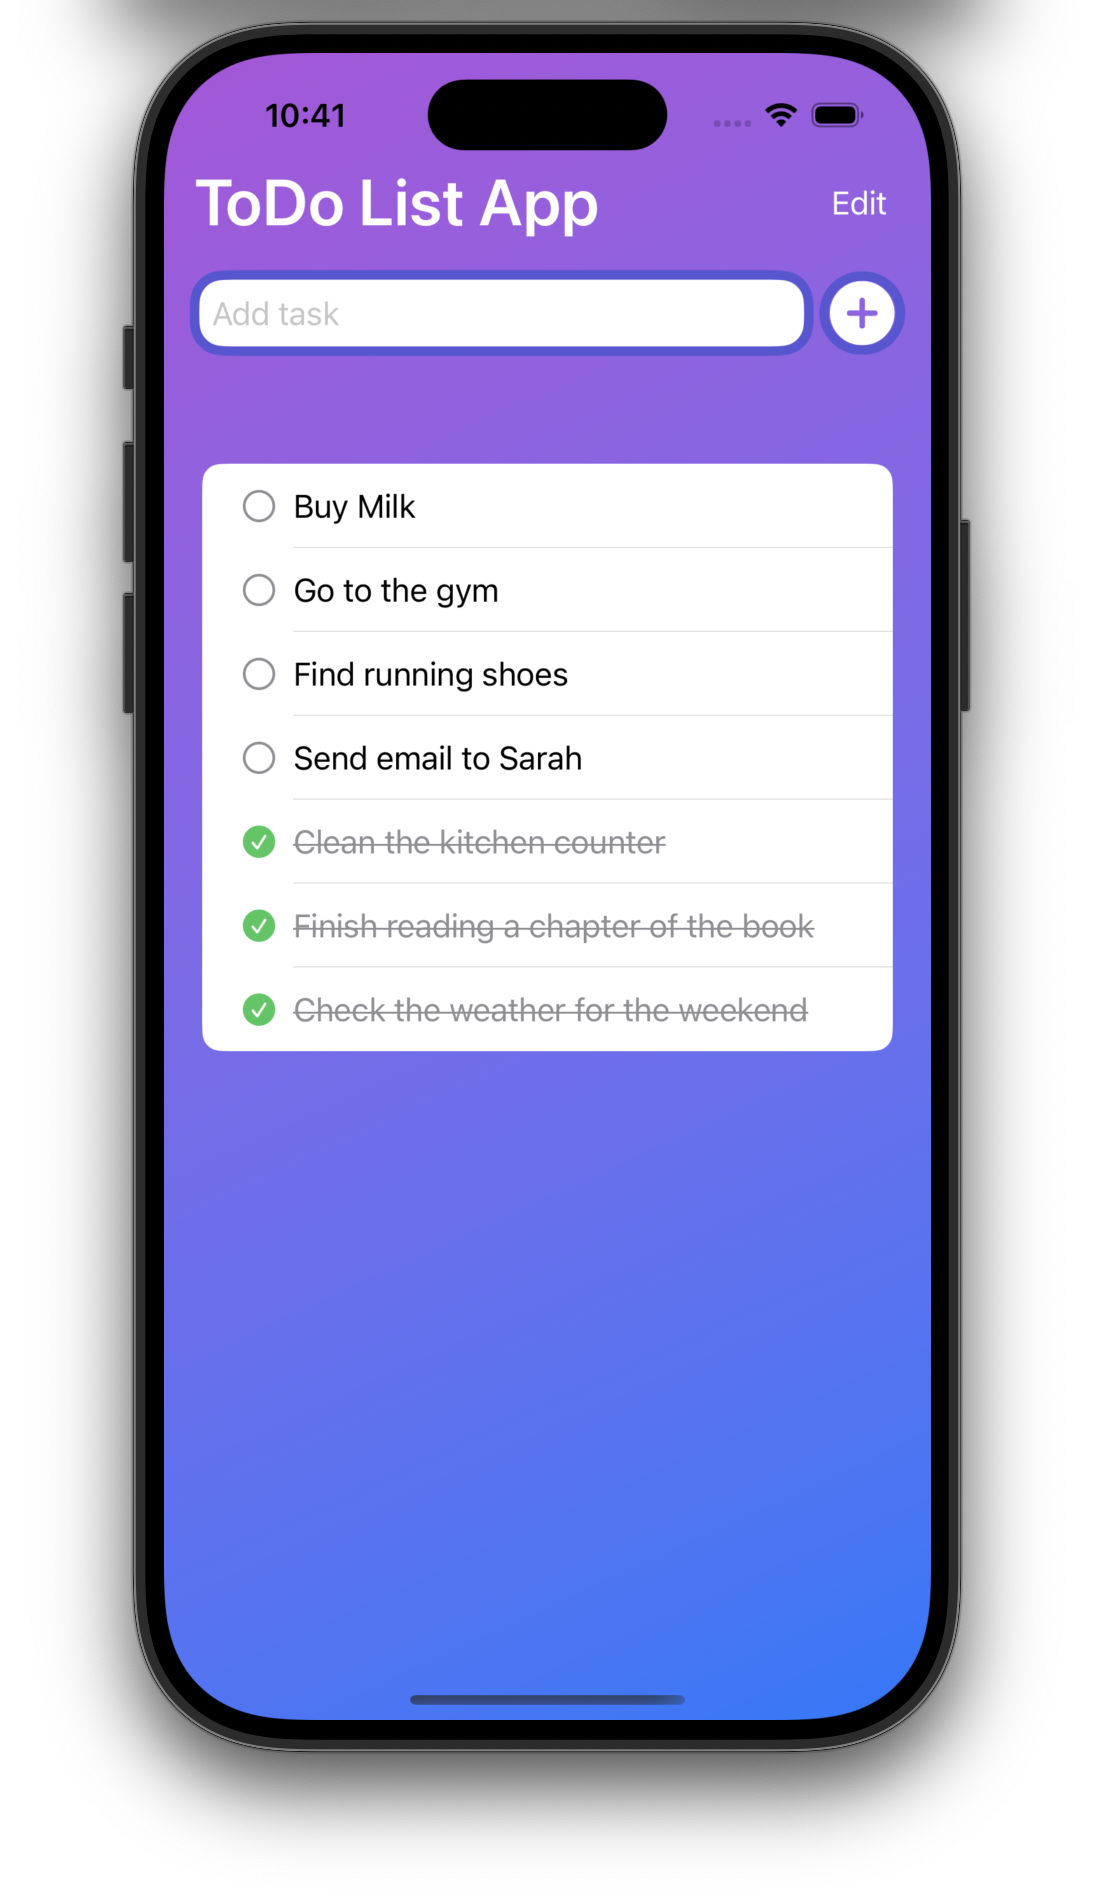 10:41
ToDo List App
Edit
Add task
Buy Milk
Go to the gym
Find running shoes
Send email to Sarah
Clean the kitchen counter
Finish reading a chapter of the book
Check the weather for the weekend